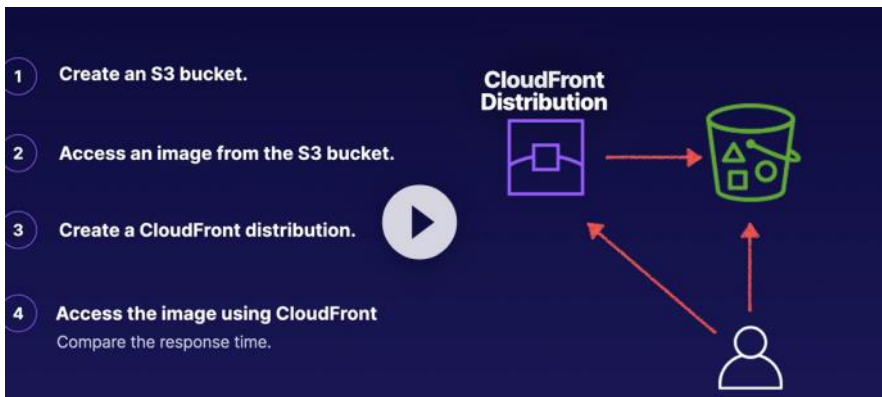 1 Create an S3 bucket.
2 Access an image from the S3 bucket.
3 Create a CloudFront distribution.
4 Access the image using CloudFront
Compare the response time.
CloudFront
Distribution